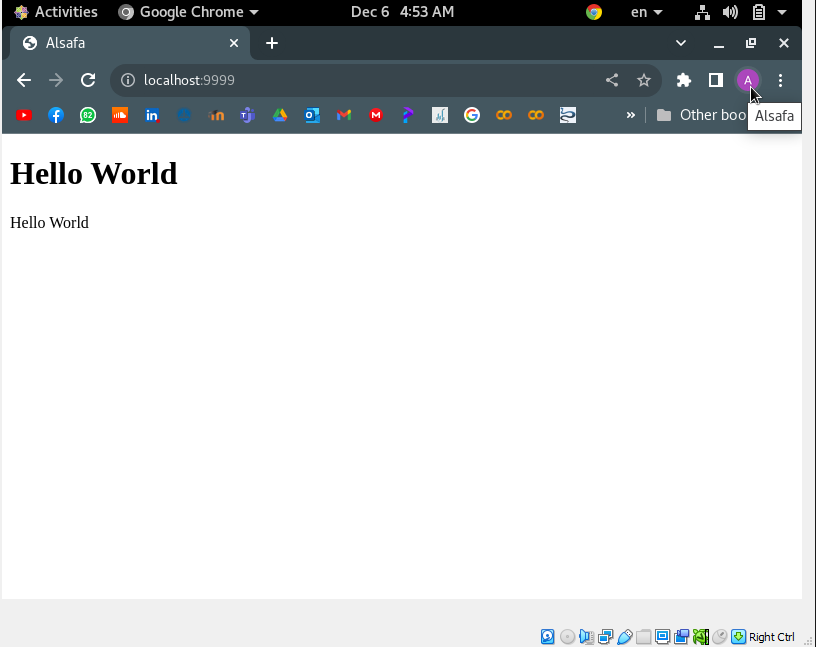 Activities Google Chrome Dec 6 4:53 AM en
Alsafa
localhost:9999
82 in Other boo
Alsafa
Hello World
Hello World
Right Ctrl